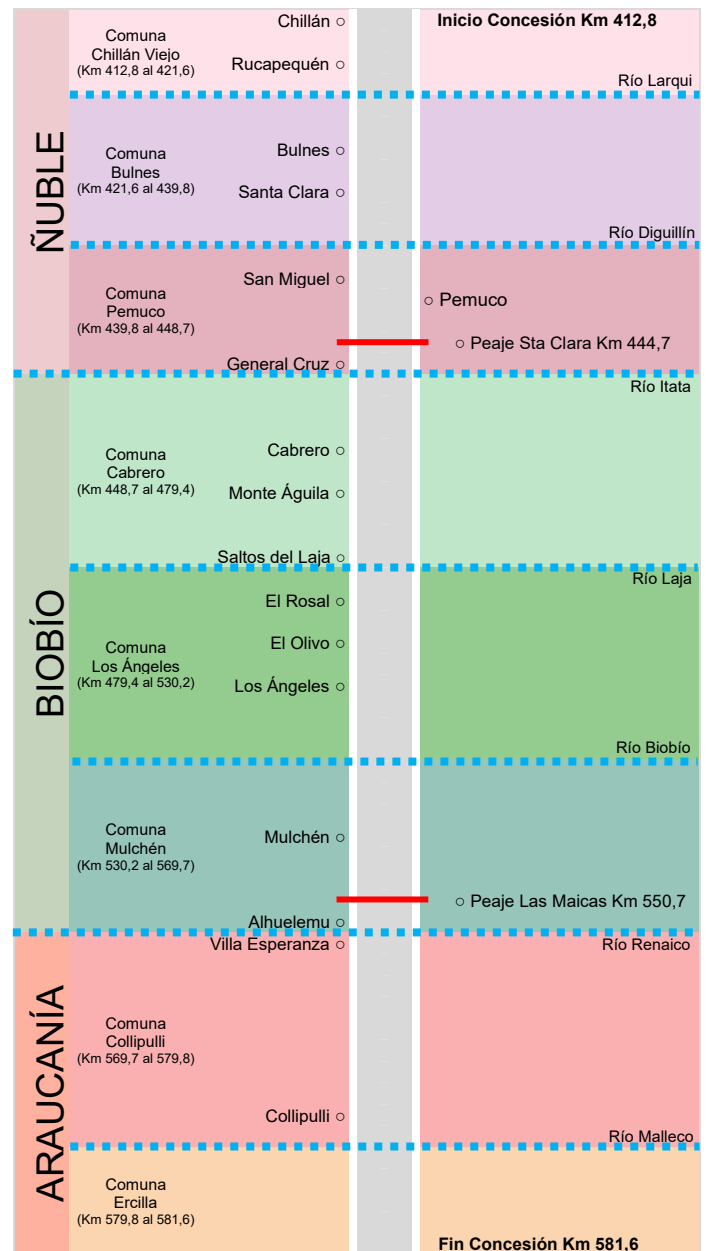 ÑUBLE
Chillán
Inicio Concesión Km 412,8
Comuna
Chillán Viejo
(Km 412,8 al 421,6)
Rucapequén
Río Larqui
Comuna
Bulnes
(Km 421,6 al 439,8)
Bulnes
Santa Clara
Río Diguillín
Comuna
Pemuco
(Km 439,8 al 448,7)
San Miguel
Pemuco
Peaje Sta Clara Km 444,7
General Cruz
Río Itata
BIOBÍO
Comuna
Cabrero
(Km 448,7 al 479,4)
Cabrero
Monte Águila
Saltos del Laja
Río Laja
Comuna
Los Ángeles
(Km 479,4 al 530,2)
El Rosal
El Olivo
Los Ángeles
Río Biobío
Comuna
Mulchén
(Km 530,2 al 569,7)
Mulchén
Peaje Las Maicas Km 550,7
Alhuelemu
Río Renaico
ARAUCANÍA
Villa Esperanza
Comuna
Collipulli
(Km 569,7 al 579,8)
Collipulli
Río Malleco
Comuna
Ercilla
(Km 579,8 al 581,6)
Fin Concesión Km 581,6